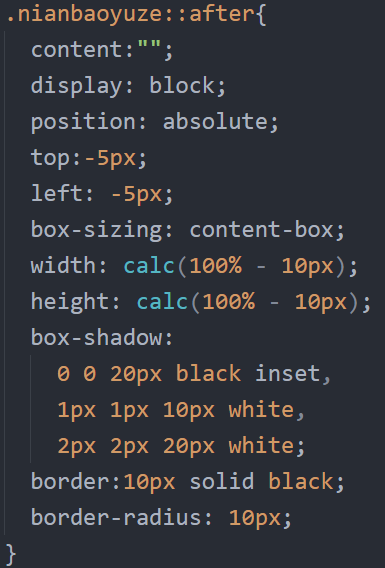 .nianbaoyuze::after{
content:"";
display: block;
position: absolute;
top:-5px;
left: -5px;
box-sizing: content-box;
width: calc(100% - 10px);
height: calc(100% - 10px);
box-shadow:
0 0 20px black inset,
1px 1px 10px white,
2px 2px 20px white;
border:10px solid black;
border-radius: 10px;
}